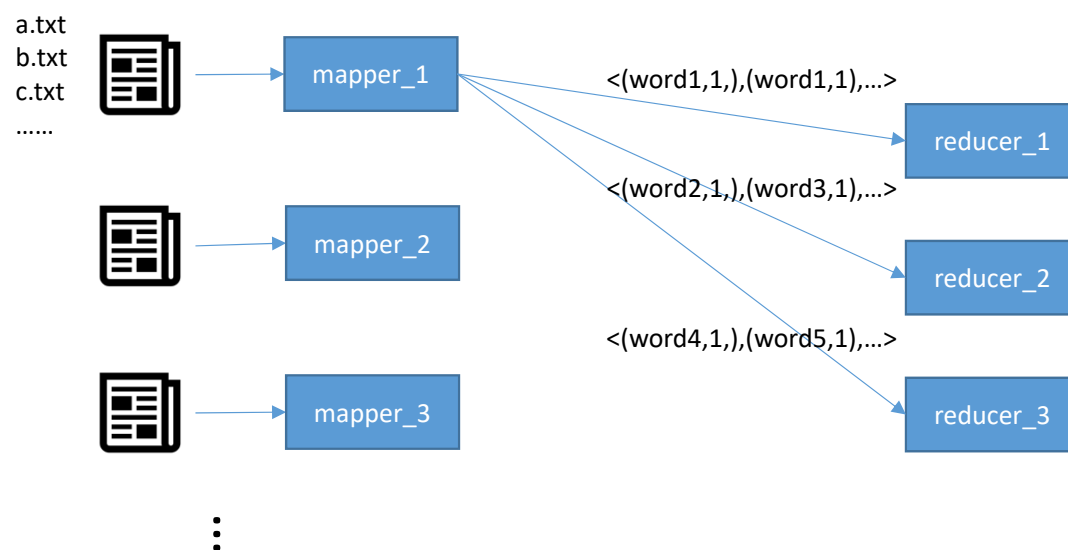 a.txt
b.txt
c.txt
……
mapper_1
<(word1,1,),(word1,1),…>
reducer_1
<(word2,1,),(word3,1),…>
mapper_2
reducer_2
<(word4,1,),(word5,1),…>
mapper_3
reducer_3
⋮